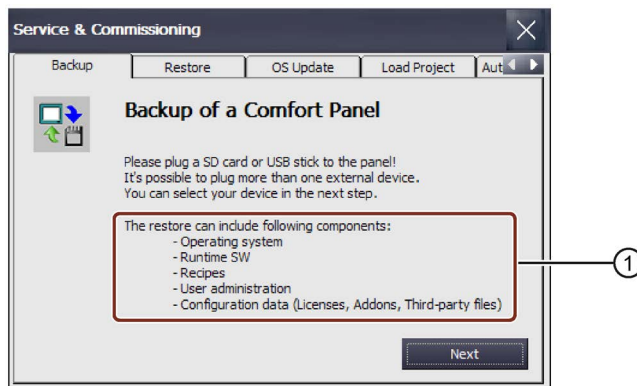 Service & Commissioning
Backup
Restore
OS Update
Load Project
Aut
Backup of a Comfort Panel
Please plug a SD card or USB stick to the panel!
It's possible to plug more than one external device.
You can select your device in the next step.
The restore can include following components:
- Operating system
- Runtime SW
- Recipes
- User administration
- Configuration data (Licenses, Addons, Third-party files)
1
Next